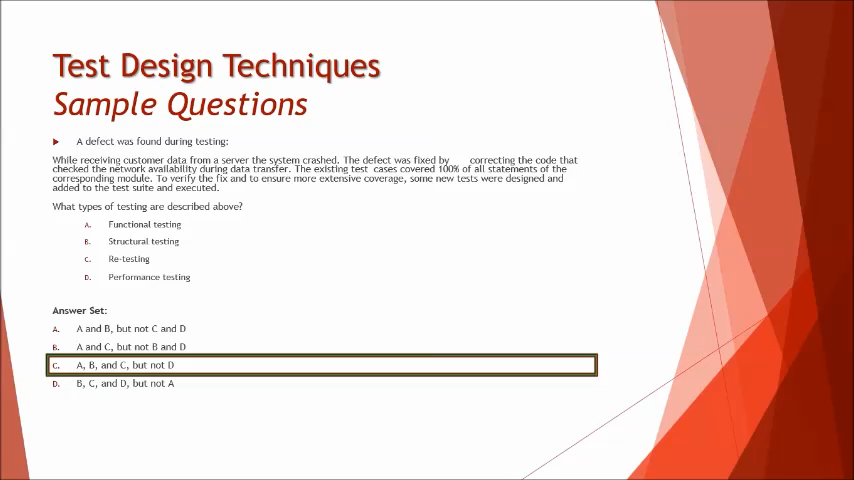 Test Design Techniques
Sample Questions
A defect was found during testing:
While receiving customer data from a server the system crashed. The defect was fixed by correcting the code that
checked the network availability during data transfer. The existing test cases covered 100% of all statements of the
corresponding module. To verify the fix and to ensure more extensive coverage, some new tests were designed and
added to the test suite and executed.
What types of testing are described above?
A. Functional testing
B. Structural testing
C. Re-testing
D. Performance testing
Answer Set:
A. A and B, but not C and D
B. A and C, but not B and D
C. A, B, and C, but not D
D. B, C, and D, but not A